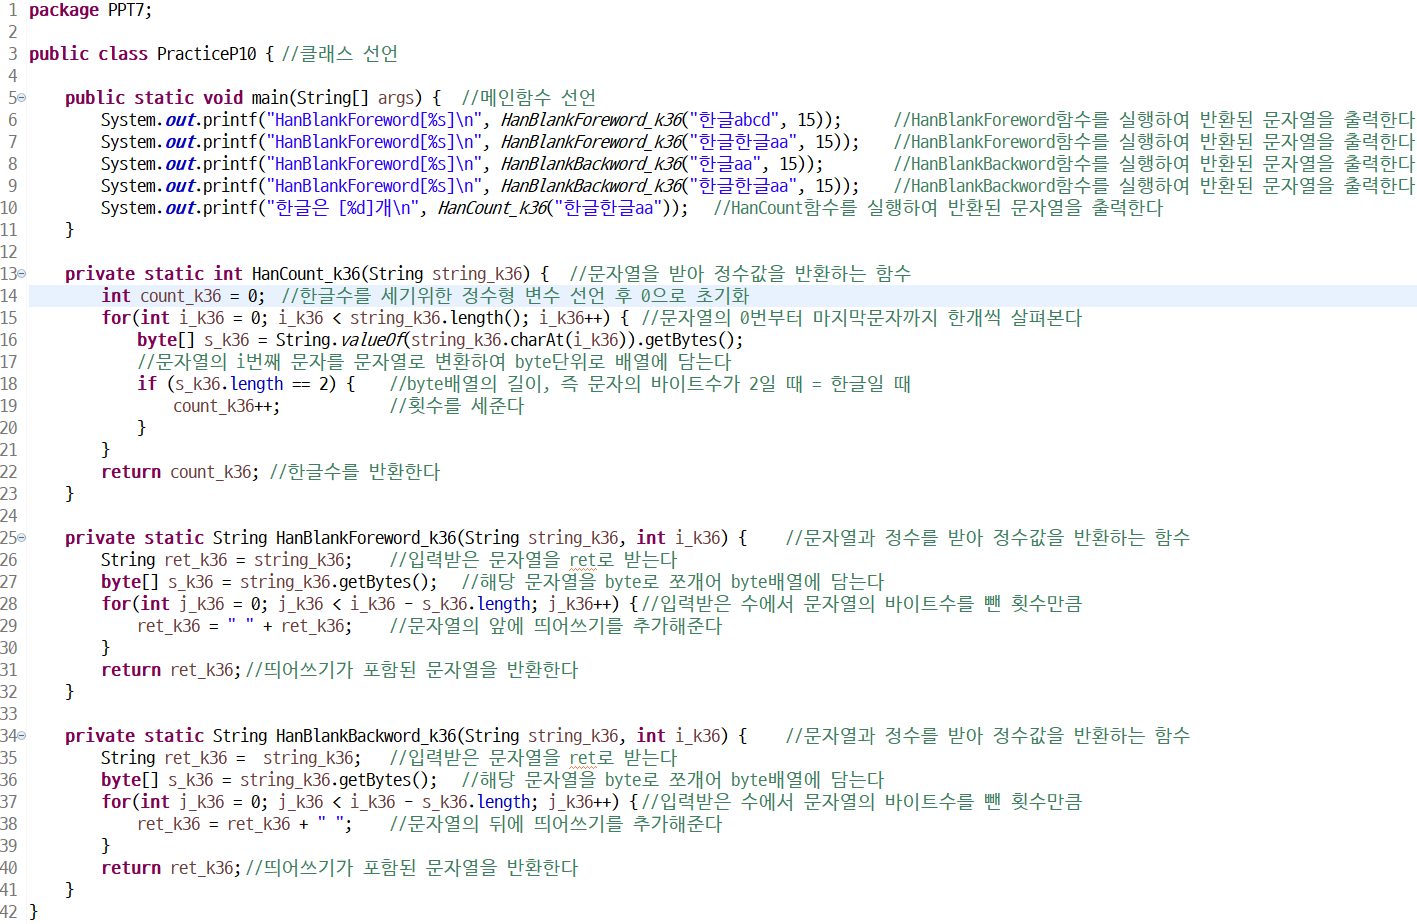 1 package PPT7;
2
3 public class PracticeP10 { //클래스 선언
4
5 public static void main(String[] args) { //메인함수 선언
6 System.out.printf("HanBlankForeword[%s]\n", HanBlankForeword_k36("한글abcd", 15)); //HanBlankForeword함수를 실행하여 반환된 문자열을 출력한다
7 System.out.printf("HanBlankForeword[%s]\n", HanBlankForeword_k36("한글한글aa", 15)); //HanBlankForeword함수를 실행하여 반환된 문자열을 출력한다
8 System.out.printf("HanBlankForeword[%s]\n", HanBlankBackword_k36("한글aa", 15)); //HanBlankBackword함수를 실행하여 반환된 문자열을 출력한다
9 System.out.printf("HanBlankForeword[%s]\n", HanBlankBackword_k36("한글한글aa", 15)); //HanBlankBackword함수를 실행하여 반환된 문자열을 출력한다
10 System.out.printf("한글은 [%d]개\n", HanCount_k36("한글한글aa")); //HanCount함수를 실행하여 반환된 문자열을 출력한다
11 }
12
13 private static int HanCount_k36(String string_k36) { //문자열을 받아 정수값을 반환하는 함수
14 int count_k36 = 0; //한글수를 세기위한 정수형 변수 선언 후 0으로 초기화
15 for(int i_k36 = 0; i_k36 < string_k36.length(); i_k36++) { //문자열의 0번부터 마지막문자까지 한개씩 살펴본다
16 byte[] s_k36 = String.valueOf(string_k36.charAt(i_k36)).getBytes();
17 //문자열의 i번째 문자를 문자열로 변환하여 byte단위로 배열에 담는다
18 if (s_k36.length == 2) { //byte배열의 길이, 즉 문자의 바이트수가 2일 때 = 한글일 때
19 count_k36++; //횟수를 세준다
20 }
21 }
22 return count_k36; //한글수를 반환한다
23 }
24
25 private static String HanBlankForeword_k36(String string_k36, int i_k36) { //문자열과 정수를 받아 정수값을 반환하는 함수
26 String ret_k36 = string_k36; //입력받은 문자열을 ret로 받는다
27 byte[] s_k36 = string_k36.getBytes(); //해당 문자열을 byte로 쪼개어 byte배열에 담는다
28 for(int j_k36 = 0; j_k36 < i_k36 - s_k36.length; j_k36++) {//입력받은 수에서 문자열의 바이트수를 뺀 횟수만큼
29 ret_k36 = " " + ret_k36; //문자열의 앞에 띄어쓰기를 추가해준다
30 }
31 return ret_k36;//띄어쓰기가 포함된 문자열을 반환한다
32 }
33
34 private static String HanBlankBackword_k36(String string_k36, int i_k36) { //문자열과 정수를 받아 정수값을 반환하는 함수
35 String ret_k36 = string_k36; //입력받은 문자열을 ret로 받는다
36 byte[] s_k36 = string_k36.getBytes(); //해당 문자열을 byte로 쪼개어 byte배열에 담는다
37 for(int j_k36 = 0; j_k36 < i_k36 - s_k36.length; j_k36++) {//입력받은 수에서 문자열의 바이트수를 뺀 횟수만큼
38 ret_k36 = ret_k36 + " "; //문자열의 뒤에 띄어쓰기를 추가해준다
39 }
40 return ret_k36;//띄어쓰기가 포함된 문자열을 반환한다
41 }
42 }